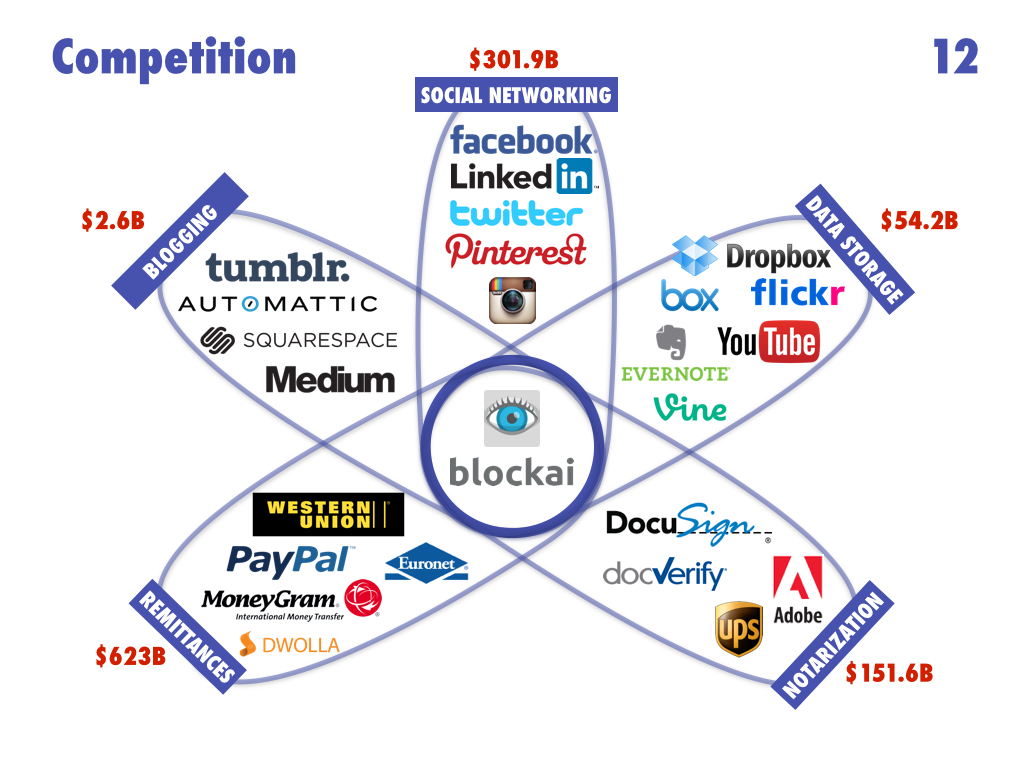 Competition
12
$301.9B
SOCIAL NETWORKING
facebook
LinkedIn
twitter
Pinterest
$2.6B
BLOGGING
tumblr.
AUTOMATTIC
SQUARESPACE
Medium
$54.2B
DATA STORAGE
Dropbox
box
flickr
YouTube
EVERNOTE
Vine
blockai
WESTERN
UNION
PayPal™
Euronet
MoneyGram®
International Money Transfer
DWOLLA
REMITTANCES
$623B
DocuSign®
docVerify
Adobe
ups
NOTARIZATION
$151.6B